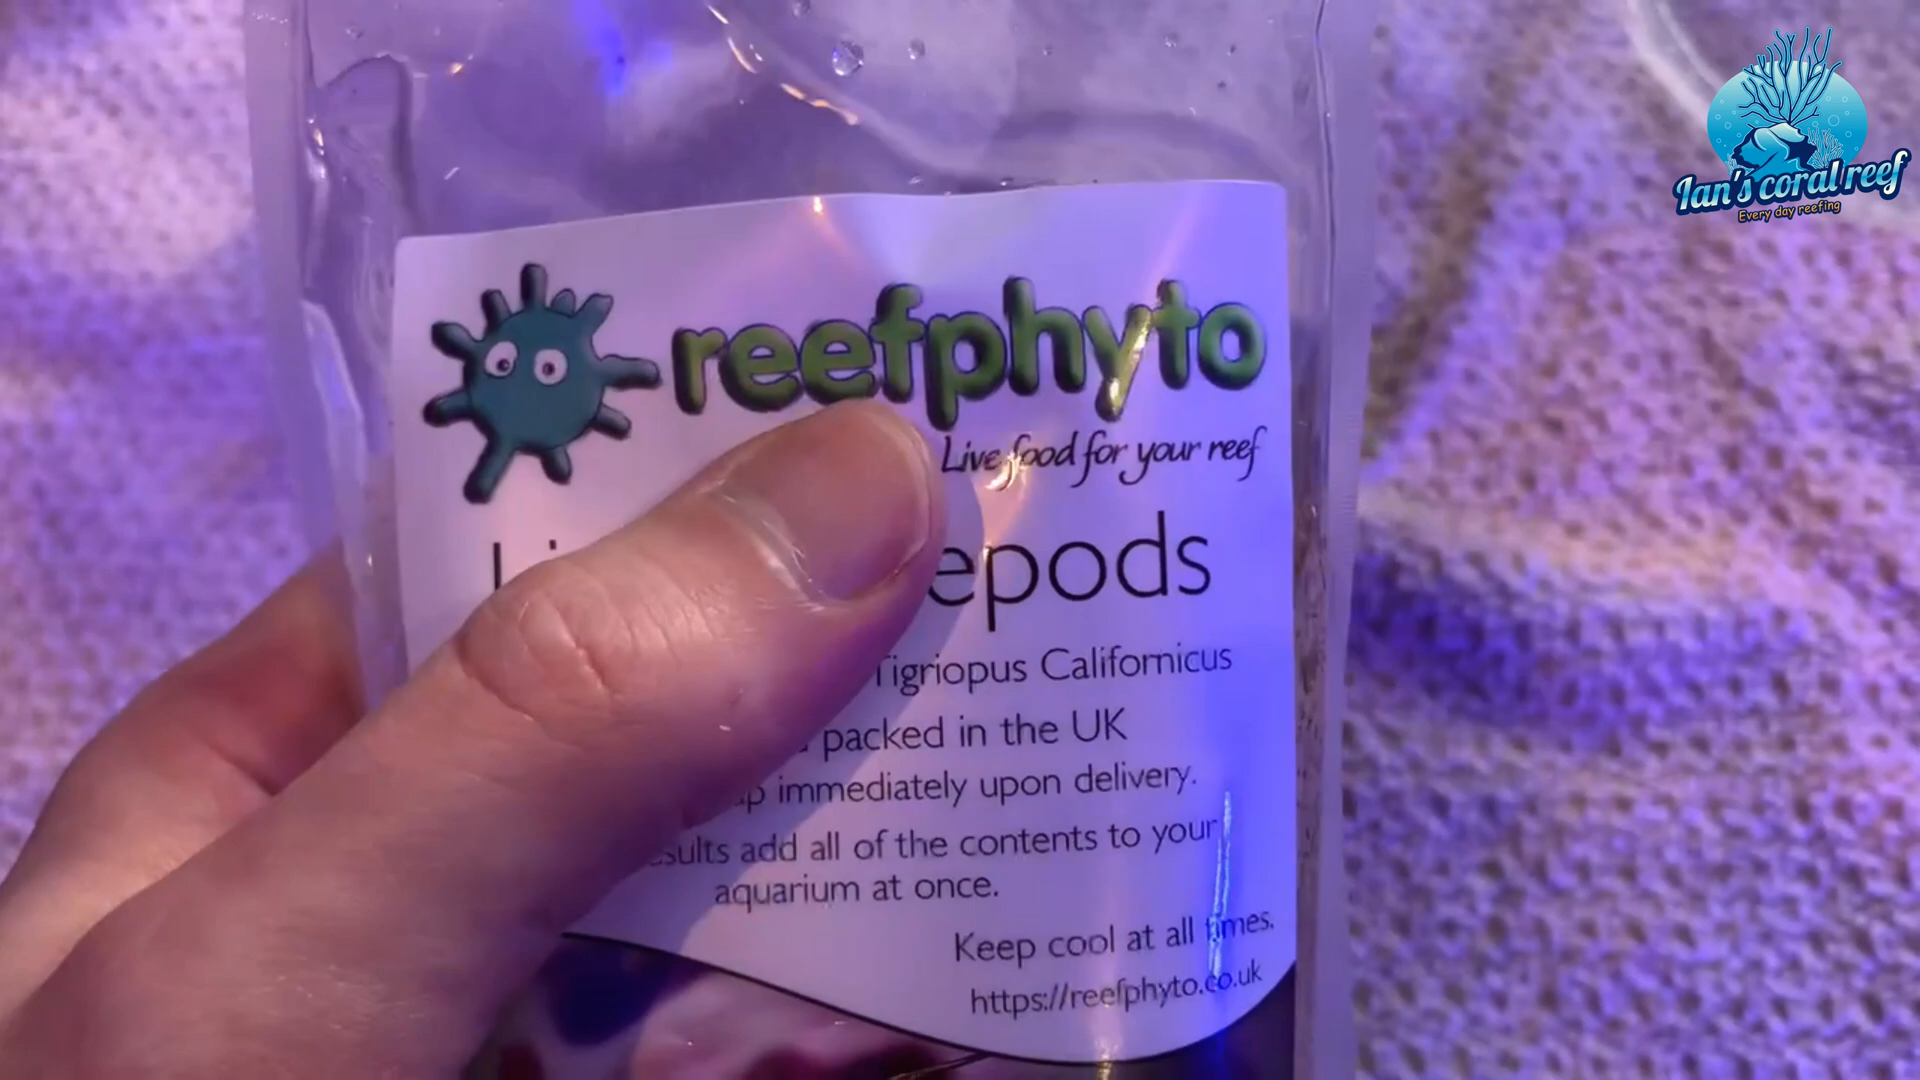 Ian's coral reef
Every day reefing
reefphyto
Live food for your reef
epods
Tigriopus Californicus
packed in the UK
immediately upon delivery.
add all of the contents to your
aquarium at once.
Keep cool at all times.
https://reefphyto.co.uk